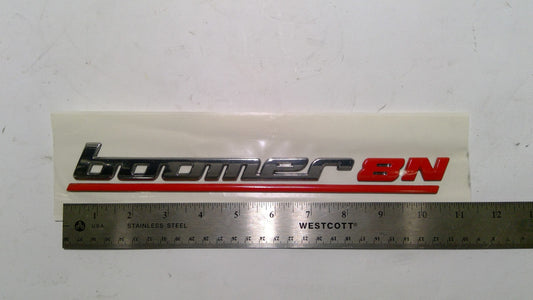 boomer 8N
1 2 3 4 5 6 7 8 9 10 11 12
USA STAINLESS STEEL WESTCOTT®